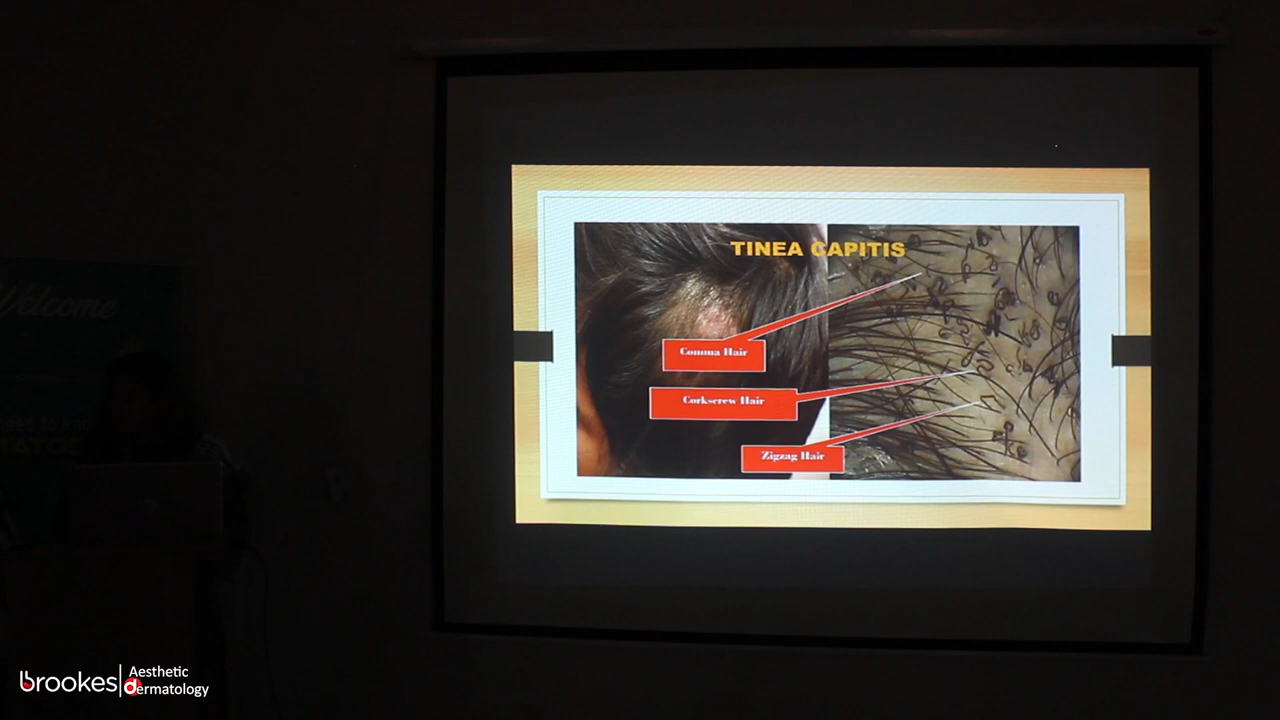 Welcome
TINEA CAPITIS
Comma Hair
Corkscrew Hair
Zigzag Hair
brookes
Aesthetic
dermatology